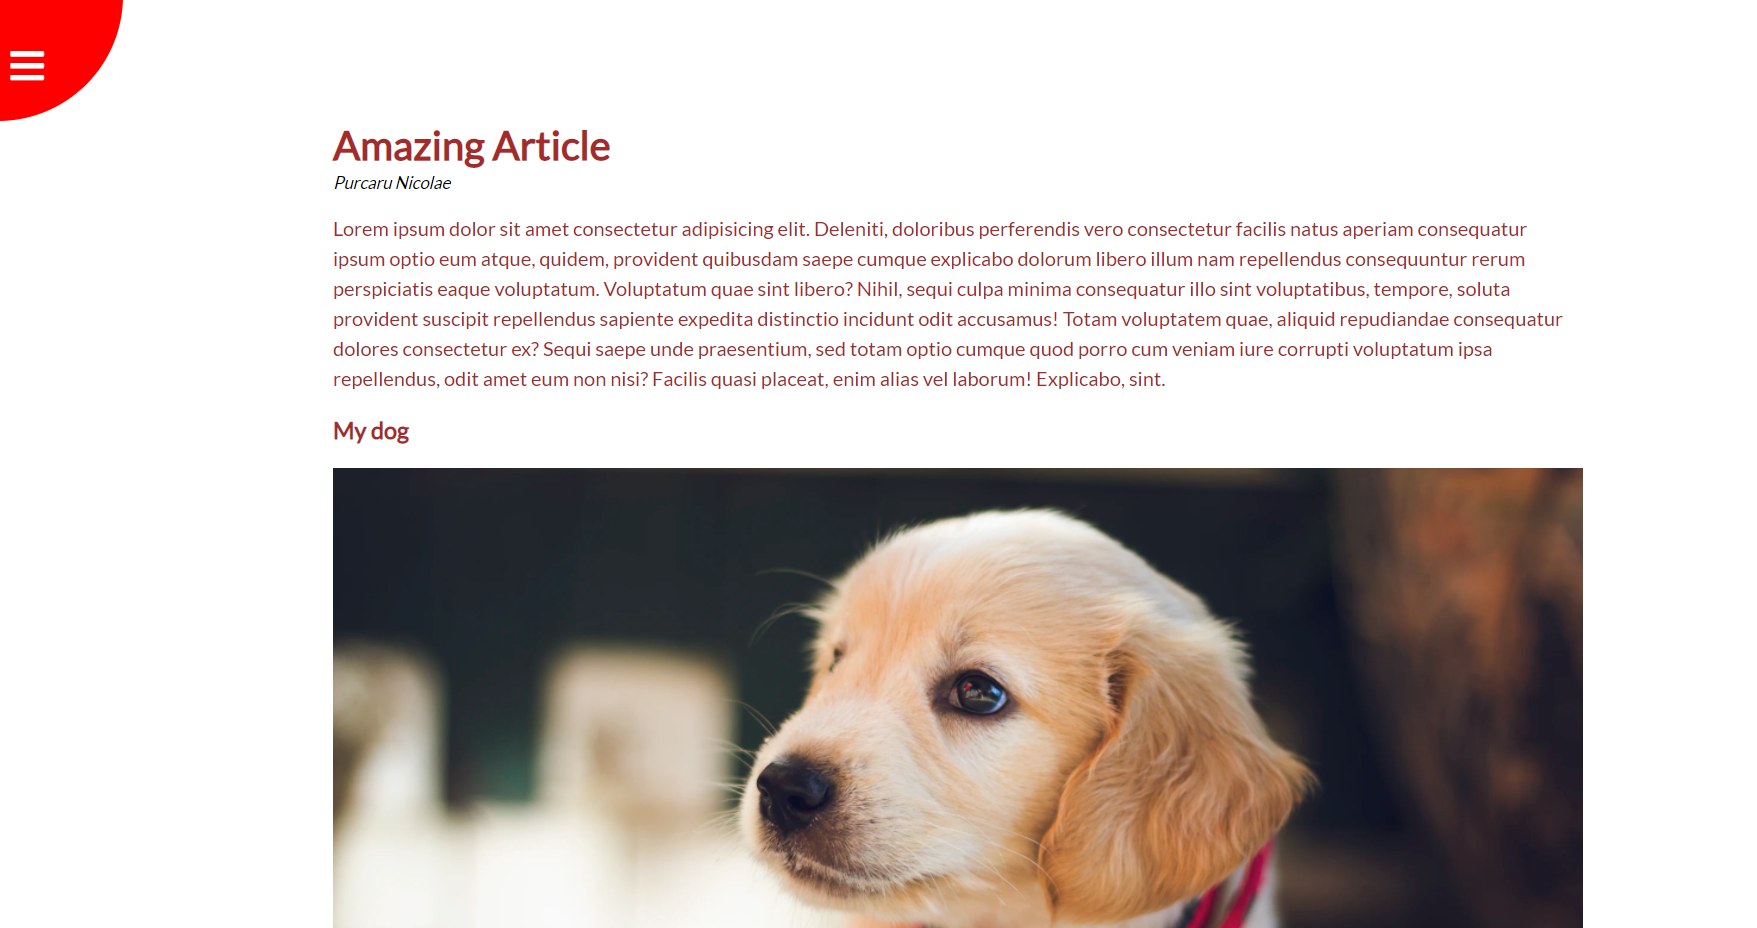 Amazing Article
Purcaru Nicolae
Lorem ipsum dolor sit amet consectetur adipisicing elit. Deleniti, doloribus perferendis vero consectetur facilis natus aperiam consequatur
ipsum optio eum atque, quidem, provident quibusdam saepe cumque explicabo dolorum libero illum nam repellendus consequuntur rerum
perspiciatis eaque voluptatum. Voluptatum quae sint libero? Nihil, sequi culpa minima consequatur illo sint voluptatibus, tempore, soluta
provident suscipit repellendus sapiente expedita distinctio incidunt odit accusamus! Totam voluptatem quae, aliquid repudiandae consequatur
dolores consectetur ex? Sequi saepe unde praesentium, sed totam optio cumque quod porro cum veniam iure corrupti voluptatum ipsa
repellendus, odit amet eum non nisi? Facilis quasi placeat, enim alias vel laborum! Explicabo, sint.
My dog